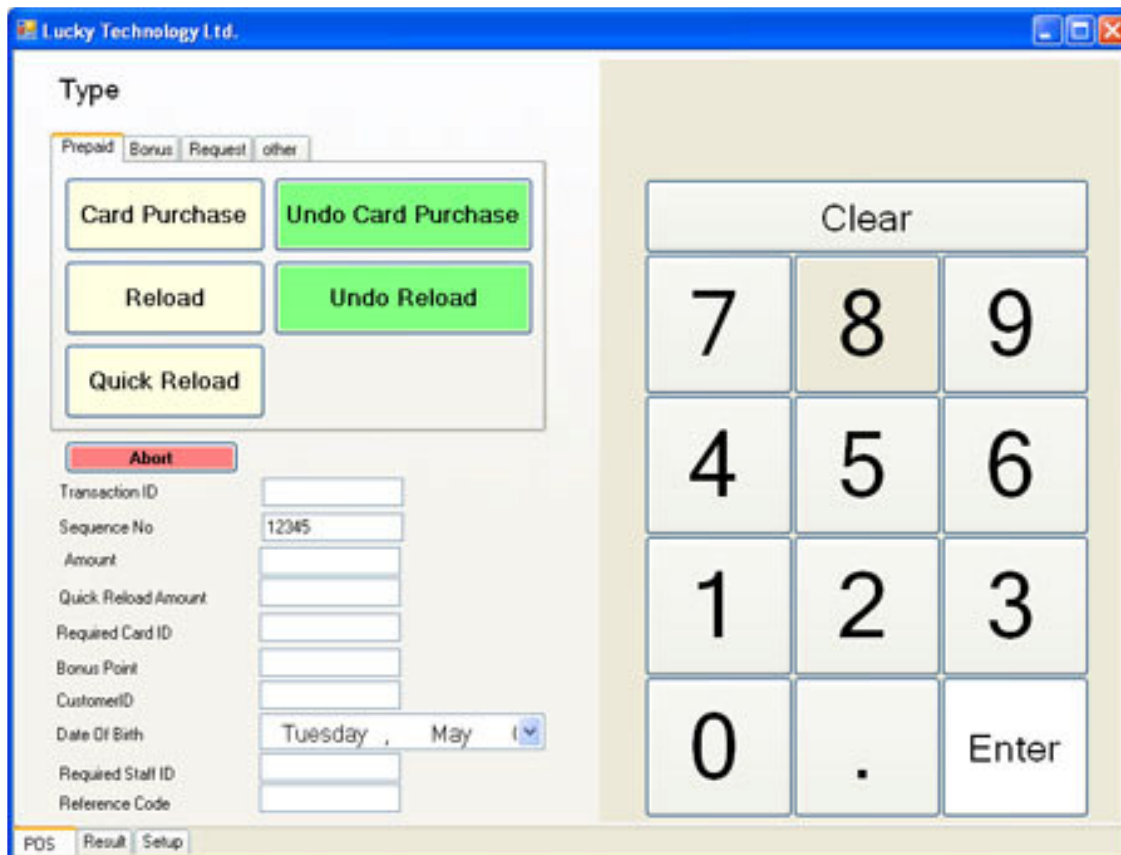 Lucky Technology Ltd.
Type
Prepaid Bonus Request other
Card Purchase Undo Card Purchase
Reload Undo Reload
Quick Reload
Abort
Transaction ID
Sequence No 12345
Amount
Quick Reload Amount
Required Card ID
Bonus Point
CustomerID
Date Of Birth Tuesday , May
Required Staff ID
Reference Code
Clear
7 8 9
4 5 6
1 2 3
0 . Enter
POS Result Setup